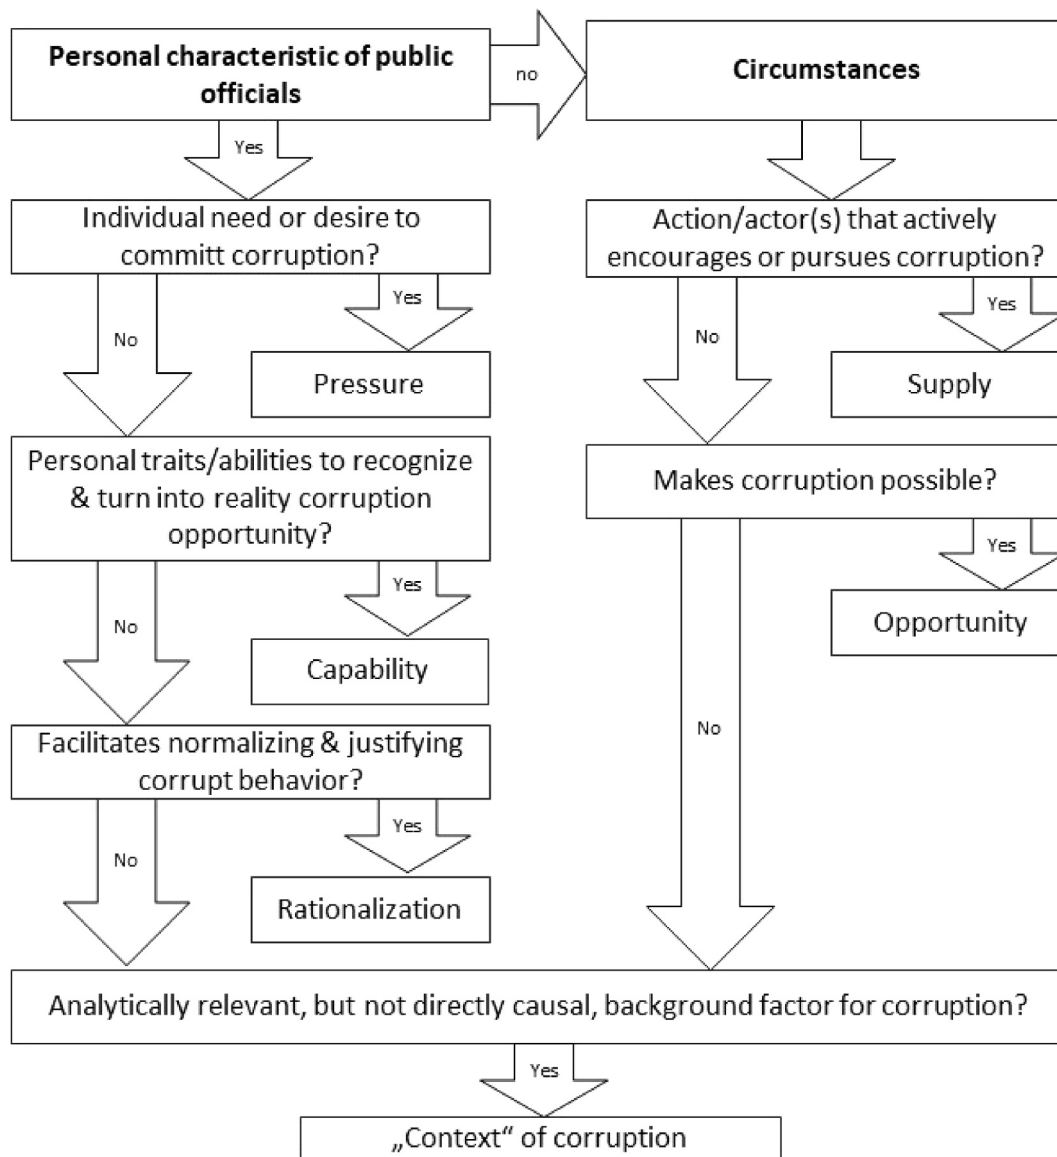 Personal characteristic of public
officials
no
Circumstances
Yes
Individual need or desire to
committ corruption?
Action/actor(s) that actively
encourages or pursues corruption?
No
Yes
No
Yes
Pressure
Supply
Personal traits/abilities to recognize
& turn into reality corruption
opportunity?
Makes corruption possible?
No
Yes
Yes
Capability
Opportunity
Facilitates normalizing & justifying
corrupt behavior?
No
No
Yes
Rationalization
Analytically relevant, but not directly causal, background factor for corruption?
Yes
„Context“ of corruption